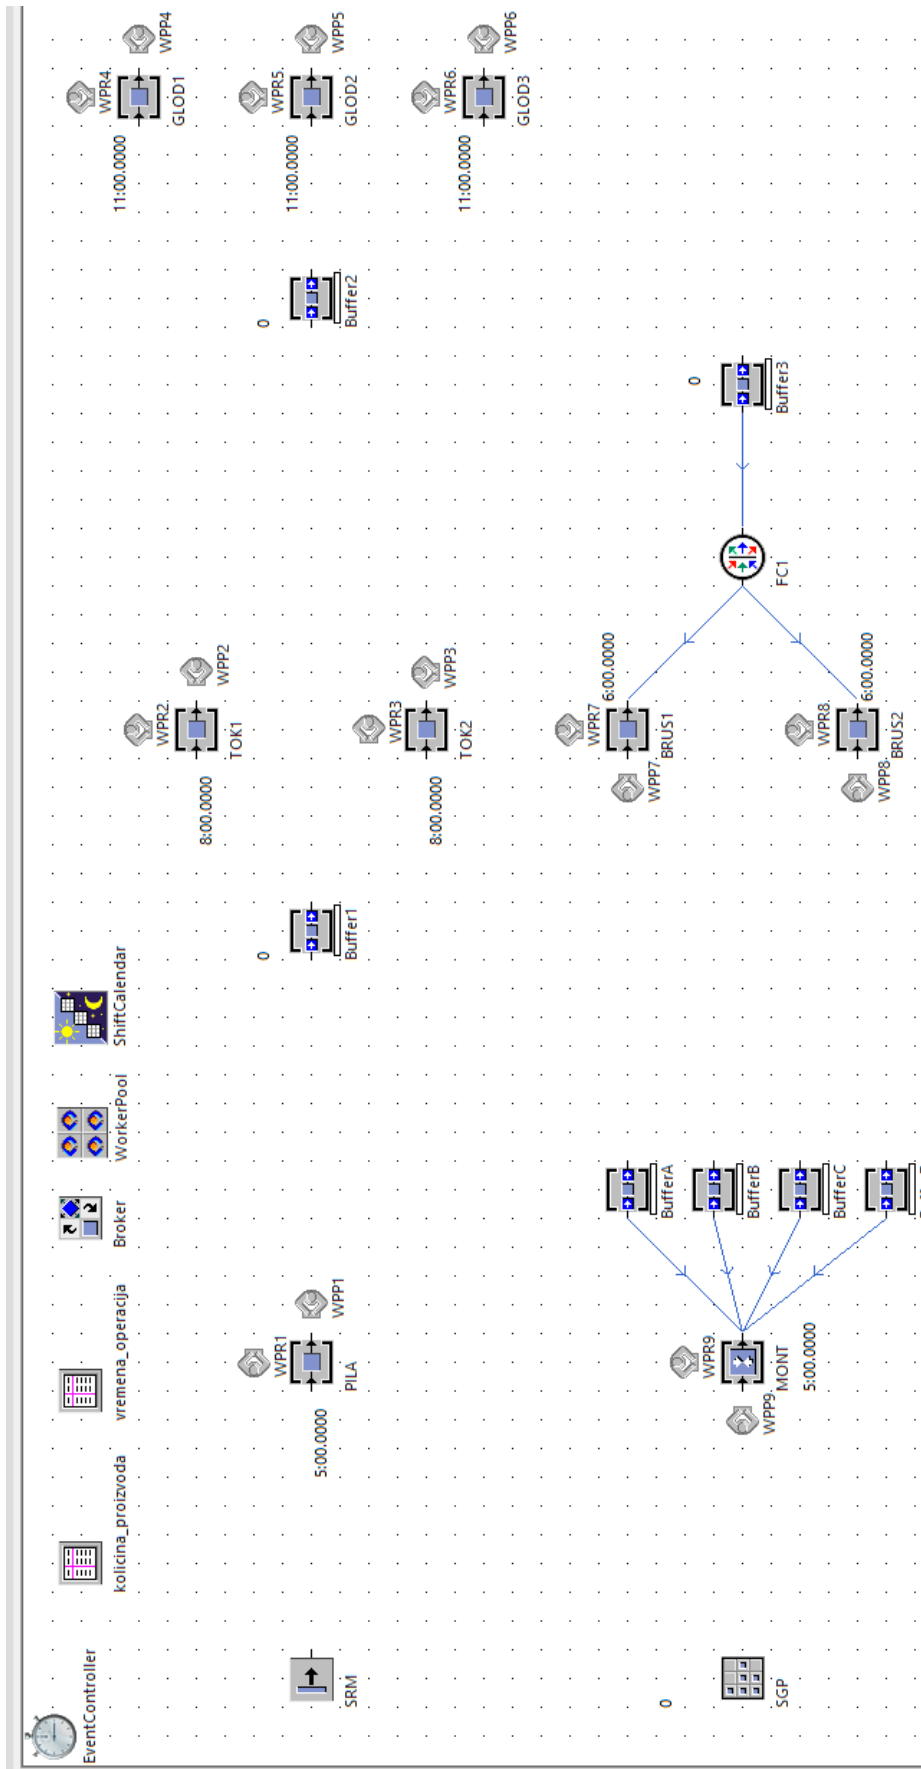 EventController
kolicina_proizvoda
vremena_operacija
Broker
WorkerPool
ShiftCalendar
WPR4
11:00.0000
WPP4
GLOD1
WPR2
8:00.0000
WPP2
TOK1
WPR5
0
0
11:00.0000
WPP5
WPR1
5:00.0000
WPP1
SRM
PILA
Buffer1
Buffer2
GLOD2
WPR3
8:00.0000
WPP3
TOK2
WPR6
11:00.0000
WPP6
GLOD3
WPR7
6:00.0000
WPP7
BRUS1
BufferA
0
0
WPR9
WPP9
SGP
MONT
5:00.0000
BufferB
FC1
Buffer3
WPR8
6:00.0000
BufferC
WPP8
BRUS2